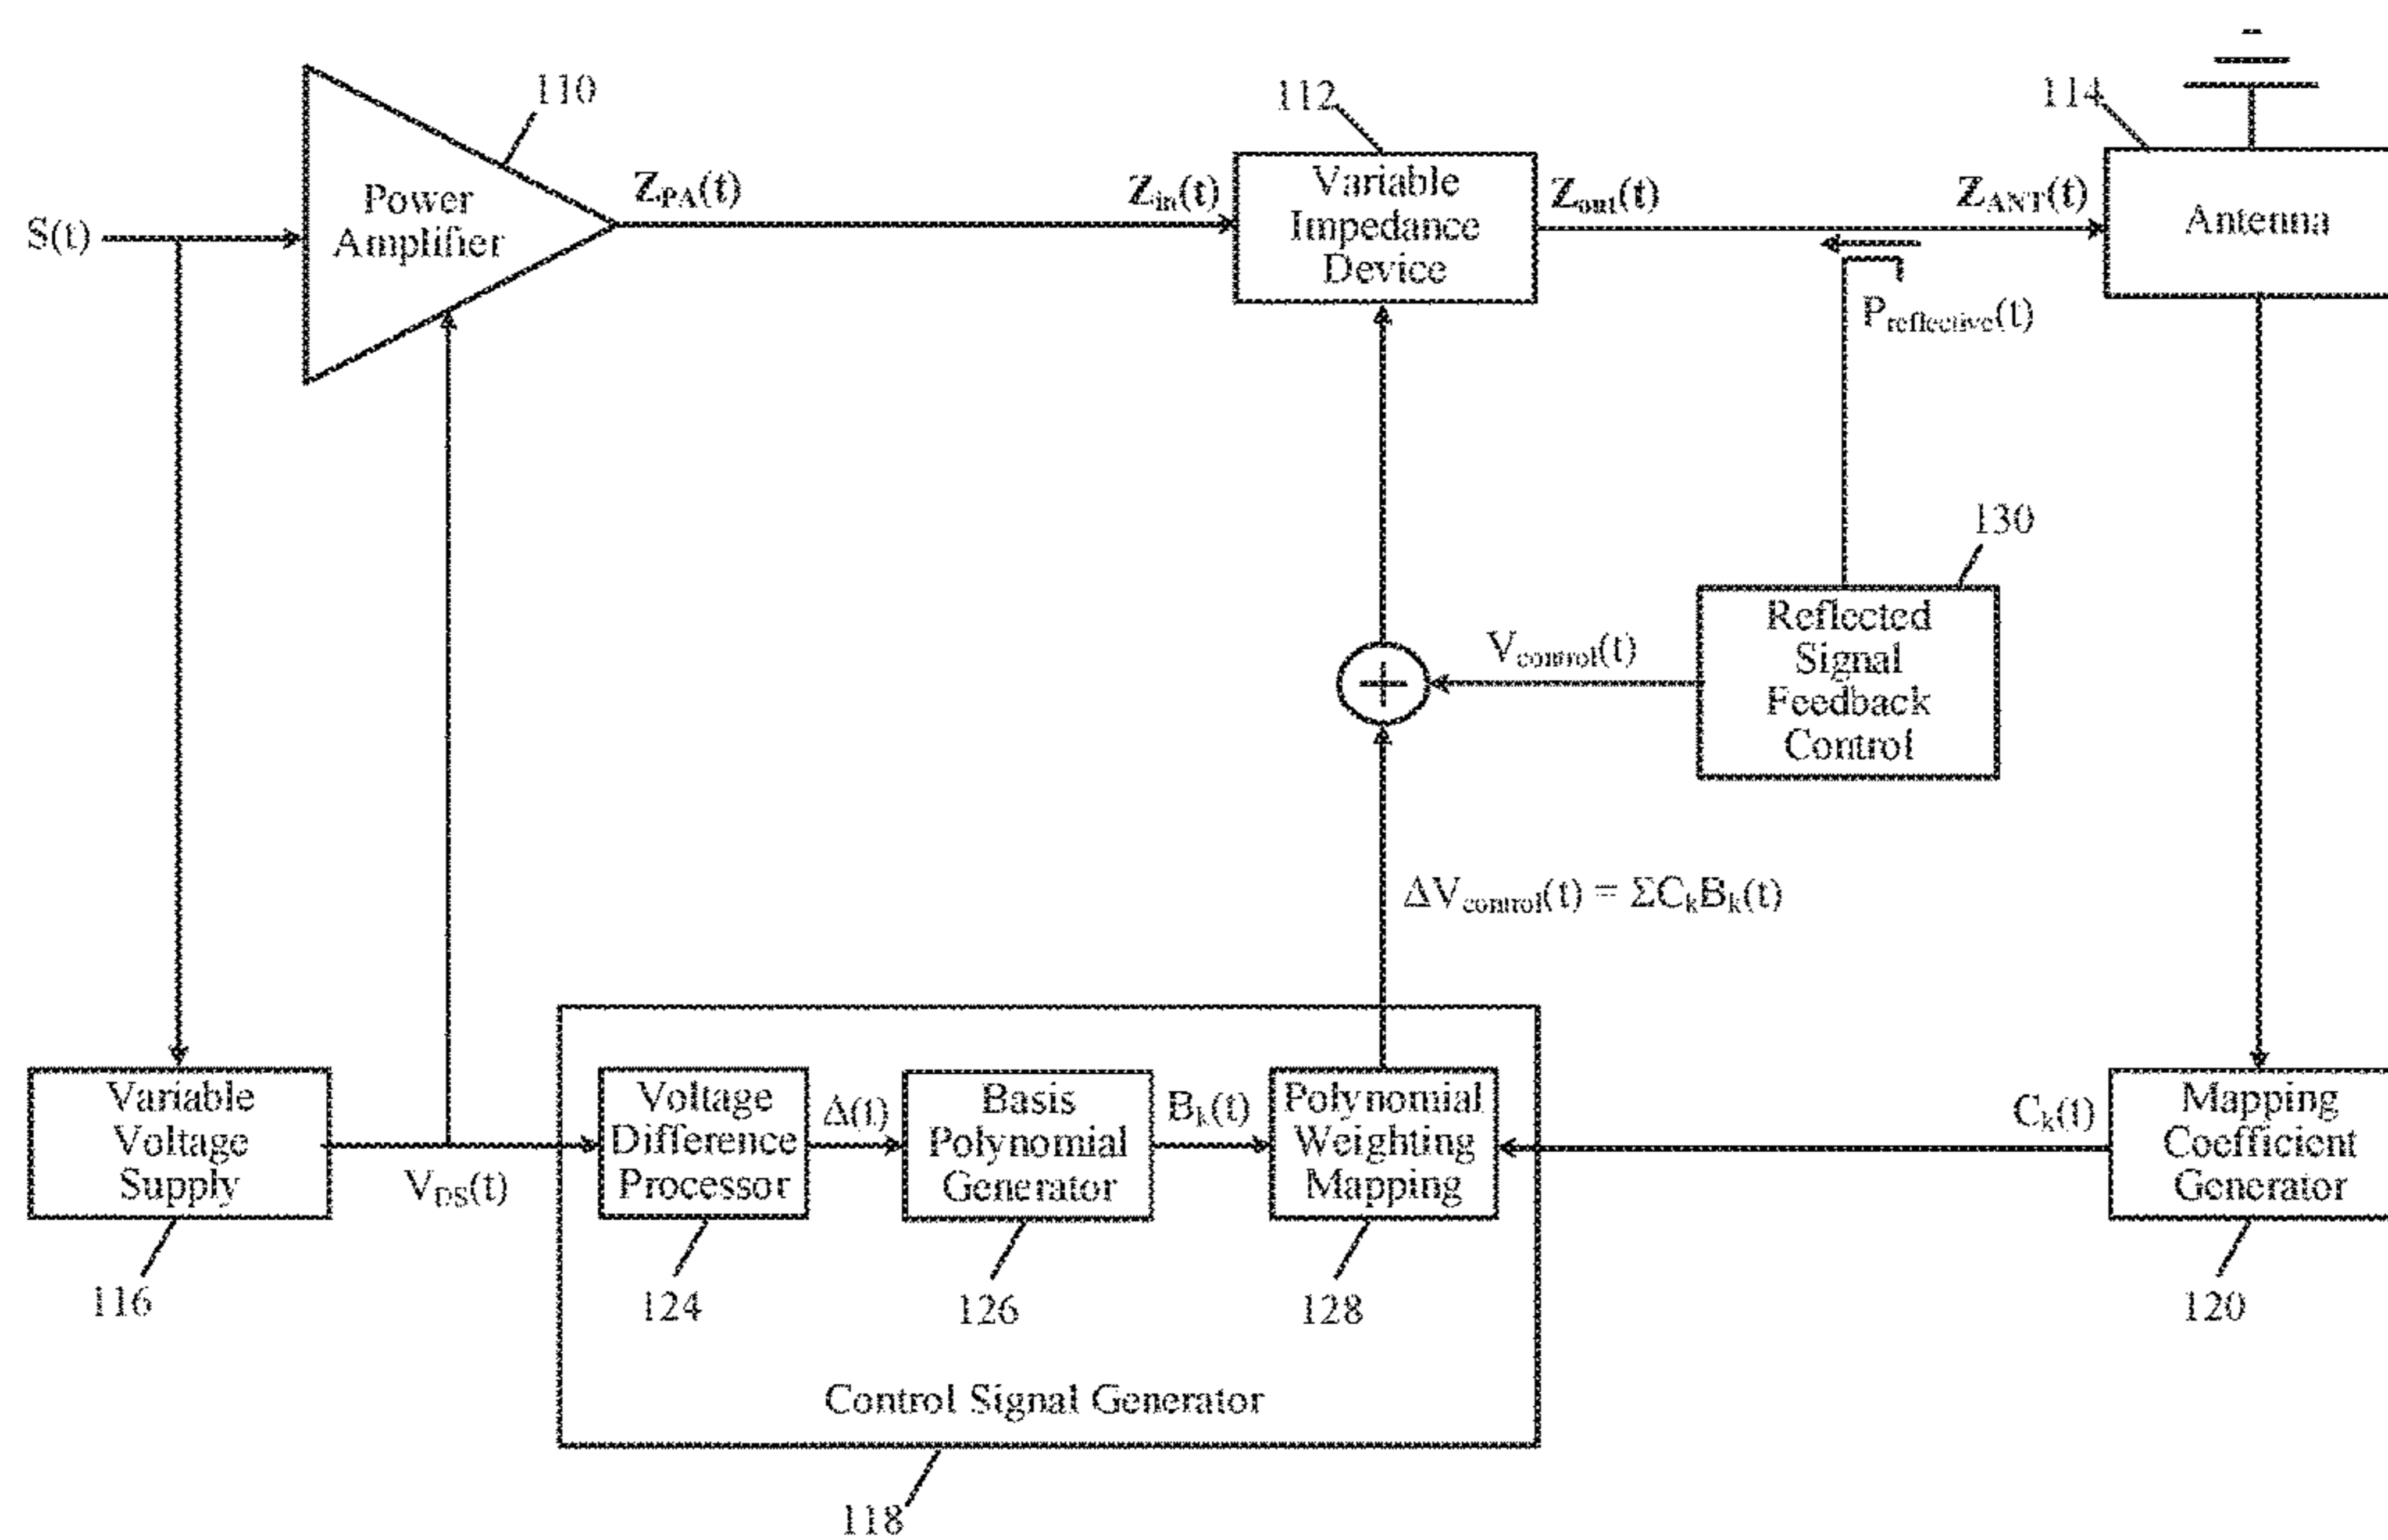 110
112
114
Power
Amplifier
S(t)
Z_PA(t)
Z_in(t)
Variable
Impedance
Device
Z_out(t)
Z_ANT(t)
Antenna
P_reflective(t)
130
Reflected
Signal
Feedback
Control
V_control(t)
ΔV_control(t) = ΣC_kB_k(t)
Variable
Voltage
Supply
V_DS(t)
Voltage
Difference
Processor
Δ(t)
Basis
Polynomial
Generator
B_k(t)
Polynomial
Weighting
Mapping
C_k(t)
Mapping
Coefficient
Generator
116
124
126
128
120
Control Signal Generator
118